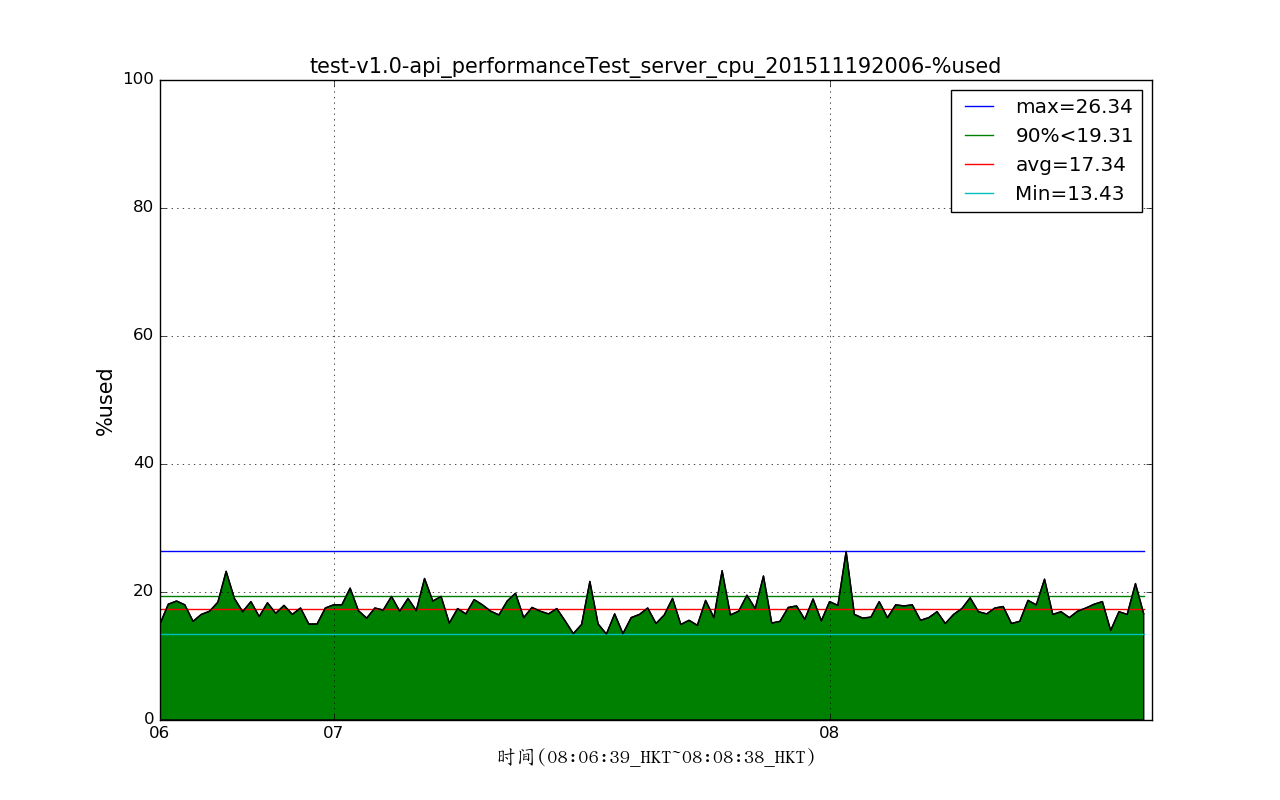 test-v1.0-api_performanceTest_server_cpu_201511192006-%used
100
80
60
40
20
0
%used
max=26.34
90%<19.31
avg=17.34
Min=13.43
06
07
08
时间(08:06:39_HKT~08:08:38_HKT)